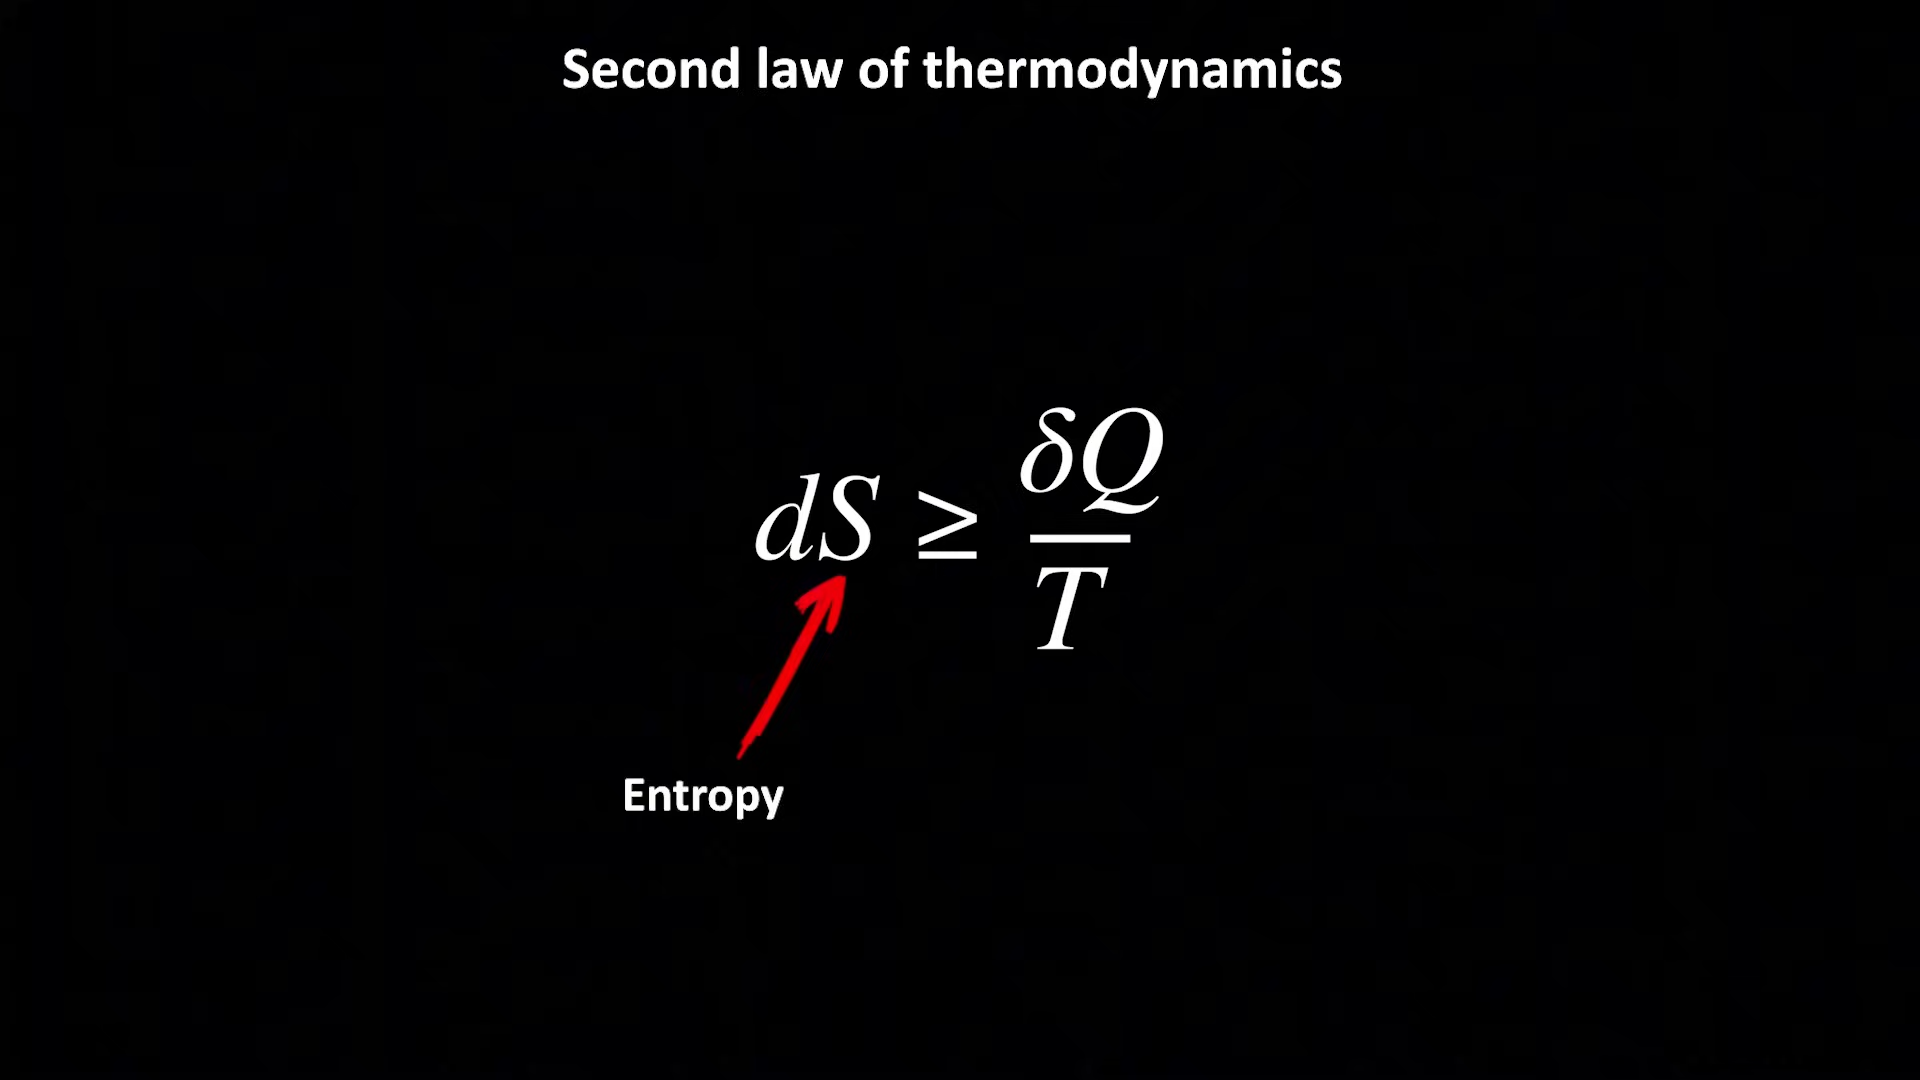 Second law of thermodynamics
dS ≥ δQ/T
Entropy